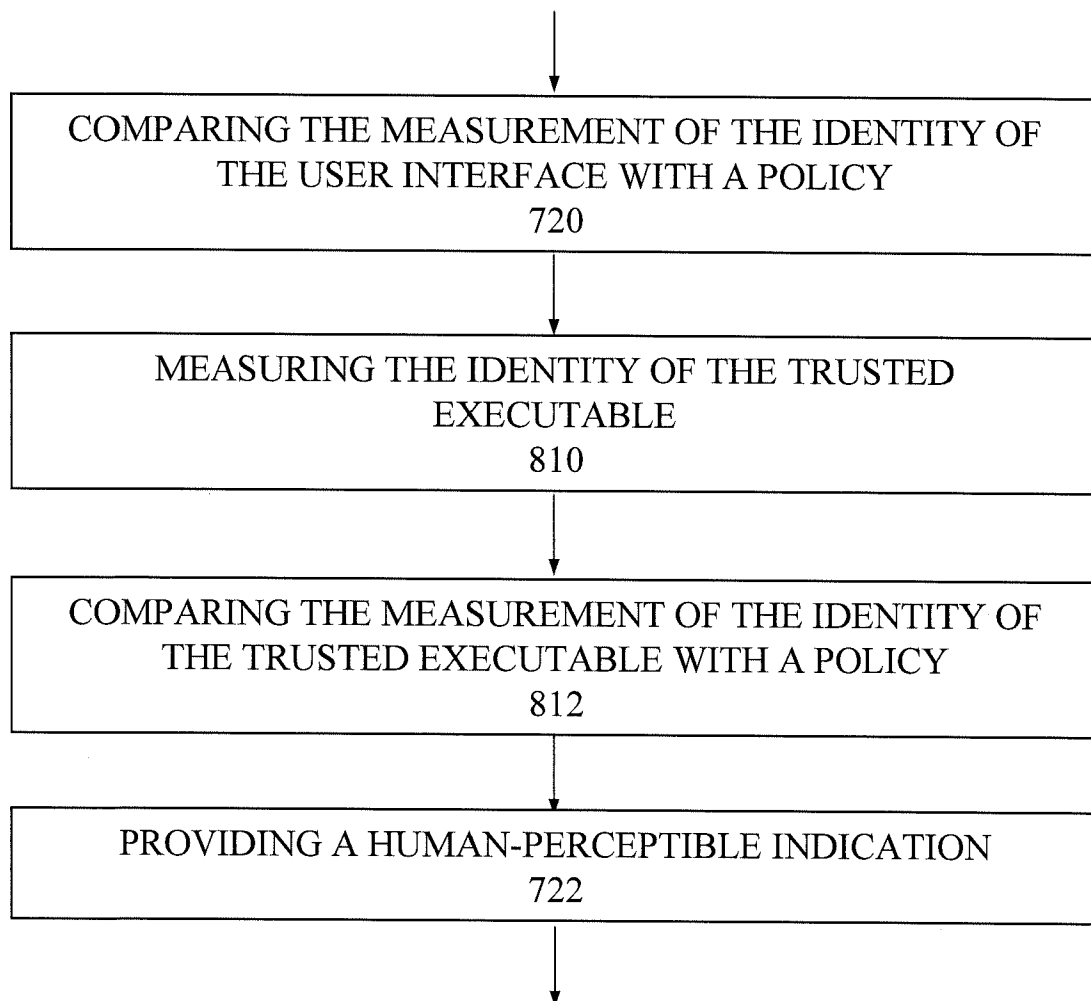 COMPARING THE MEASUREMENT OF THE IDENTITY OF
THE USER INTERFACE WITH A POLICY
720
MEASURING THE IDENTITY OF THE TRUSTED
EXECUTABLE
810
COMPARING THE MEASUREMENT OF THE IDENTITY OF
THE TRUSTED EXECUTABLE WITH A POLICY
812
PROVIDING A HUMAN-PERCEPTIBLE INDICATION
722